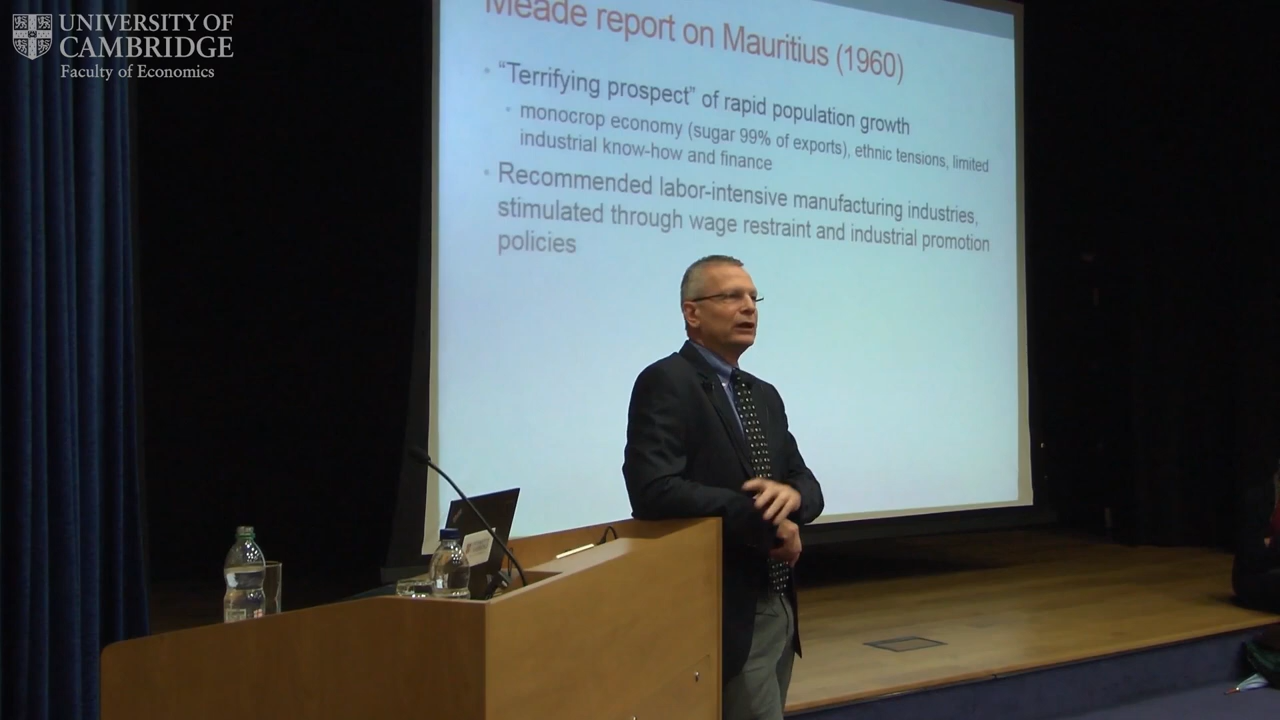 UNIVERSITY OF
CAMBRIDGE
Faculty of Economics
Meade report on Mauritius (1960)
“Terrifying prospect” of rapid population growth
monocrop economy (sugar 99% of exports), ethnic tensions, limited
industrial know-how and finance
Recommended labor-intensive manufacturing industries,
stimulated through wage restraint and industrial promotion
policies